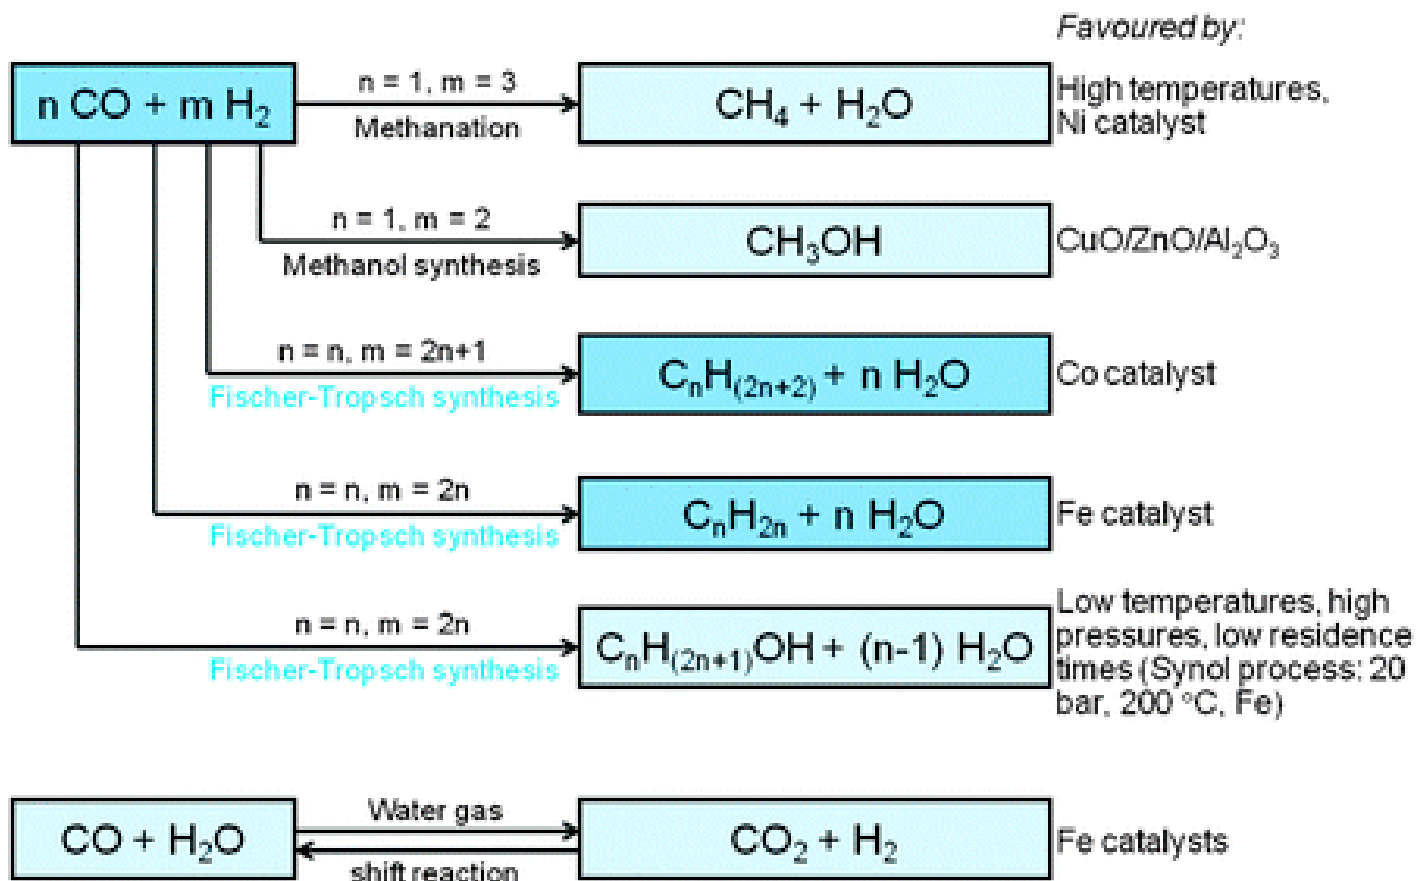 Favoured by:
n CO + m H₂
n = 1, m = 3
Methanation
CH₄ + H₂O
High temperatures,
Ni catalyst
n = 1, m = 2
Methanol synthesis
CH₃OH
CuO/ZnO/Al₂O₃
n = n, m = 2n+1
Fischer-Tropsch synthesis
CₙH₍₂ₙ₊₂₎ + n H₂O
Co catalyst
n = n, m = 2n
Fischer-Tropsch synthesis
CₙH₂ₙ + n H₂O
Fe catalyst
n = n, m = 2n
Fischer-Tropsch synthesis
CₙH₍₂ₙ₊₁₎OH + (n-1) H₂O
Low temperatures, high
pressures, low residence
times (Synol process: 20
bar, 200 °C, Fe)
CO + H₂O
Water gas
shift reaction
CO₂ + H₂
Fe catalysts